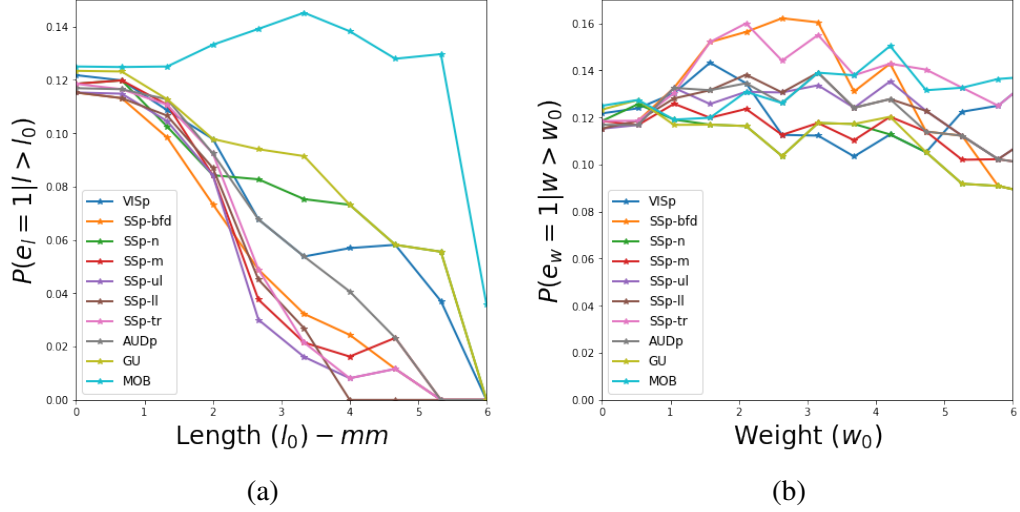 0.14
0.12
0.10
0.08
0.06
0.04
0.02
0.00
P(e_l = 1|l > l_0)
VISp
SSp-bfd
SSp-n
SSp-m
SSp-ul
SSp-ll
SSp-tr
AUDp
GU
MOB
0 1 2 3 4 5 6
Length (l_0) − mm
(a)
0.16
0.14
0.12
0.10
0.08
0.06
0.04
0.02
0.00
P(e_w = 1|w > w_0)
VISp
SSp-bfd
SSp-n
SSp-m
SSp-ul
SSp-ll
SSp-tr
AUDp
GU
MOB
0 1 2 3 4 5 6
Weight (w_0)
(b)